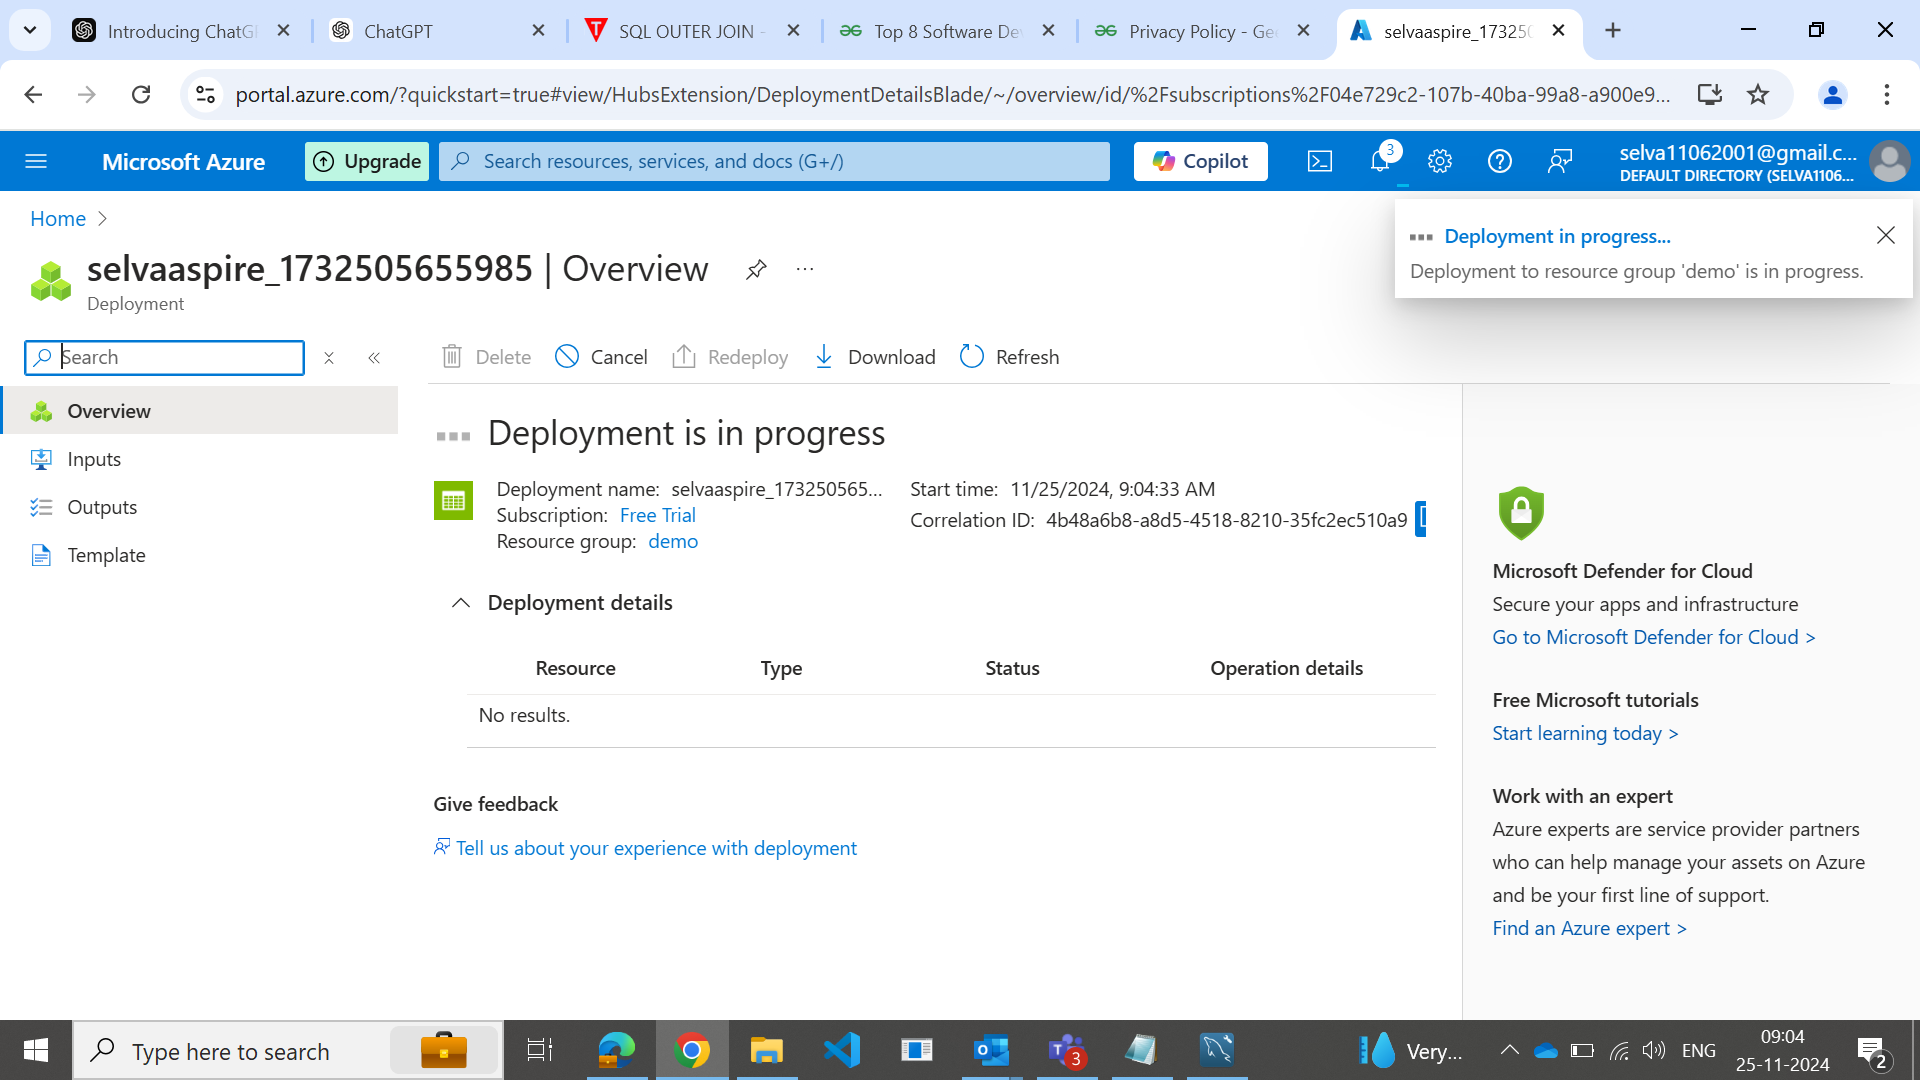 Introducing ChatG
ChatGPT
SQL OUTER JOIN -
Top 8 Software De
Privacy Policy - Ge
selvaaspire_173250
portal.azure.com/?quickstart=true#view/HubsExtension/DeploymentDetailsBlade/~/overview/id/%2Fsubscriptions%2F04e729c2-107b-40ba-99a8-a900e9...
Microsoft Azure
Upgrade
Search resources, services, and docs (G+/)
Copilot
3
selva11062001@gmail.c...
DEFAULT DIRECTORY (SELVA1106...
Home
Deployment in progress...
Deployment to resource group 'demo' is in progress.
selvaaspire_1732505655985 | Overview
Deployment
Search
Delete
Cancel
Redeploy
Download
Refresh
Overview
Inputs
Outputs
Template
Deployment is in progress
Deployment name: selvaaspire_173250565...
Subscription: Free Trial
Resource group: demo
Start time: 11/25/2024, 9:04:33 AM
Correlation ID: 4b48a6b8-a8d5-4518-8210-35fc2ec510a9
Deployment details
Resource Type Status Operation details
No results.
Give feedback
Tell us about your experience with deployment
Microsoft Defender for Cloud
Secure your apps and infrastructure
Go to Microsoft Defender for Cloud >
Free Microsoft tutorials
Start learning today >
Work with an expert
Azure experts are service provider partners
who can help manage your assets on Azure
and be your first line of support.
Find an Azure expert >
Type here to search
3
Very...
ENG
09:04
25-11-2024
2